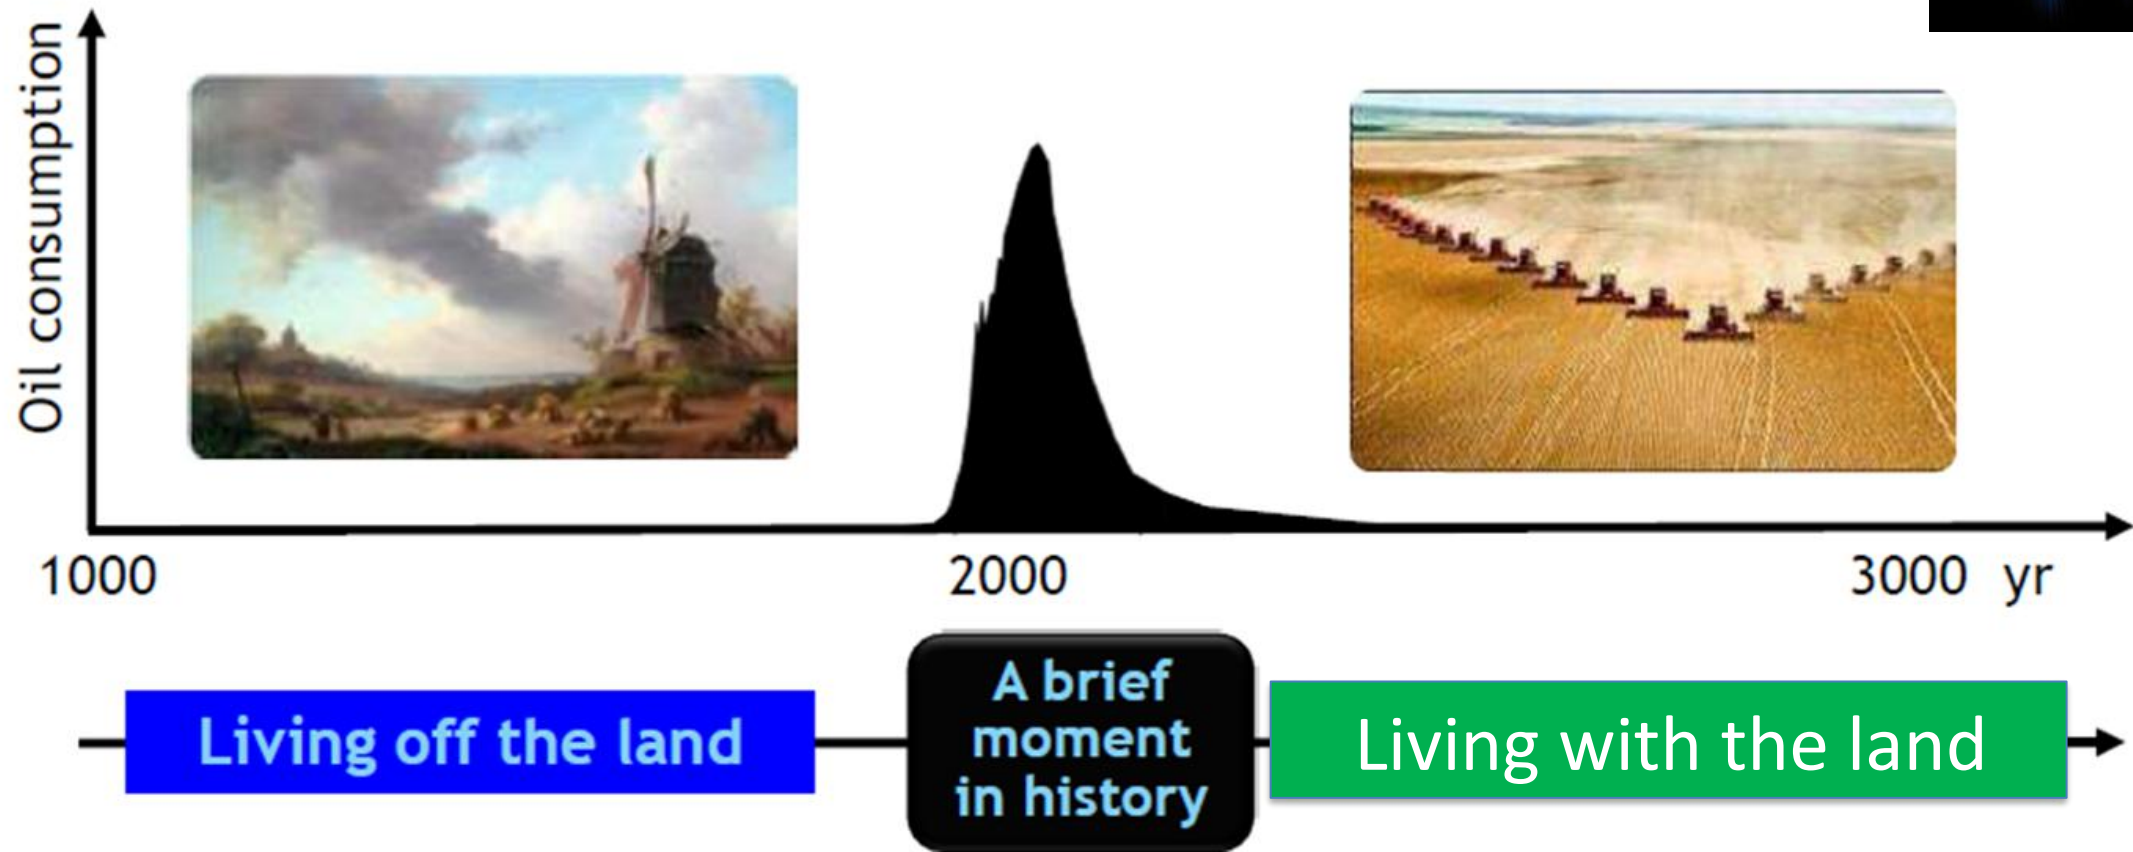 Oil consumption
1000
2000
3000 yr
Living off the land
A brief
moment
in history
Living with the land